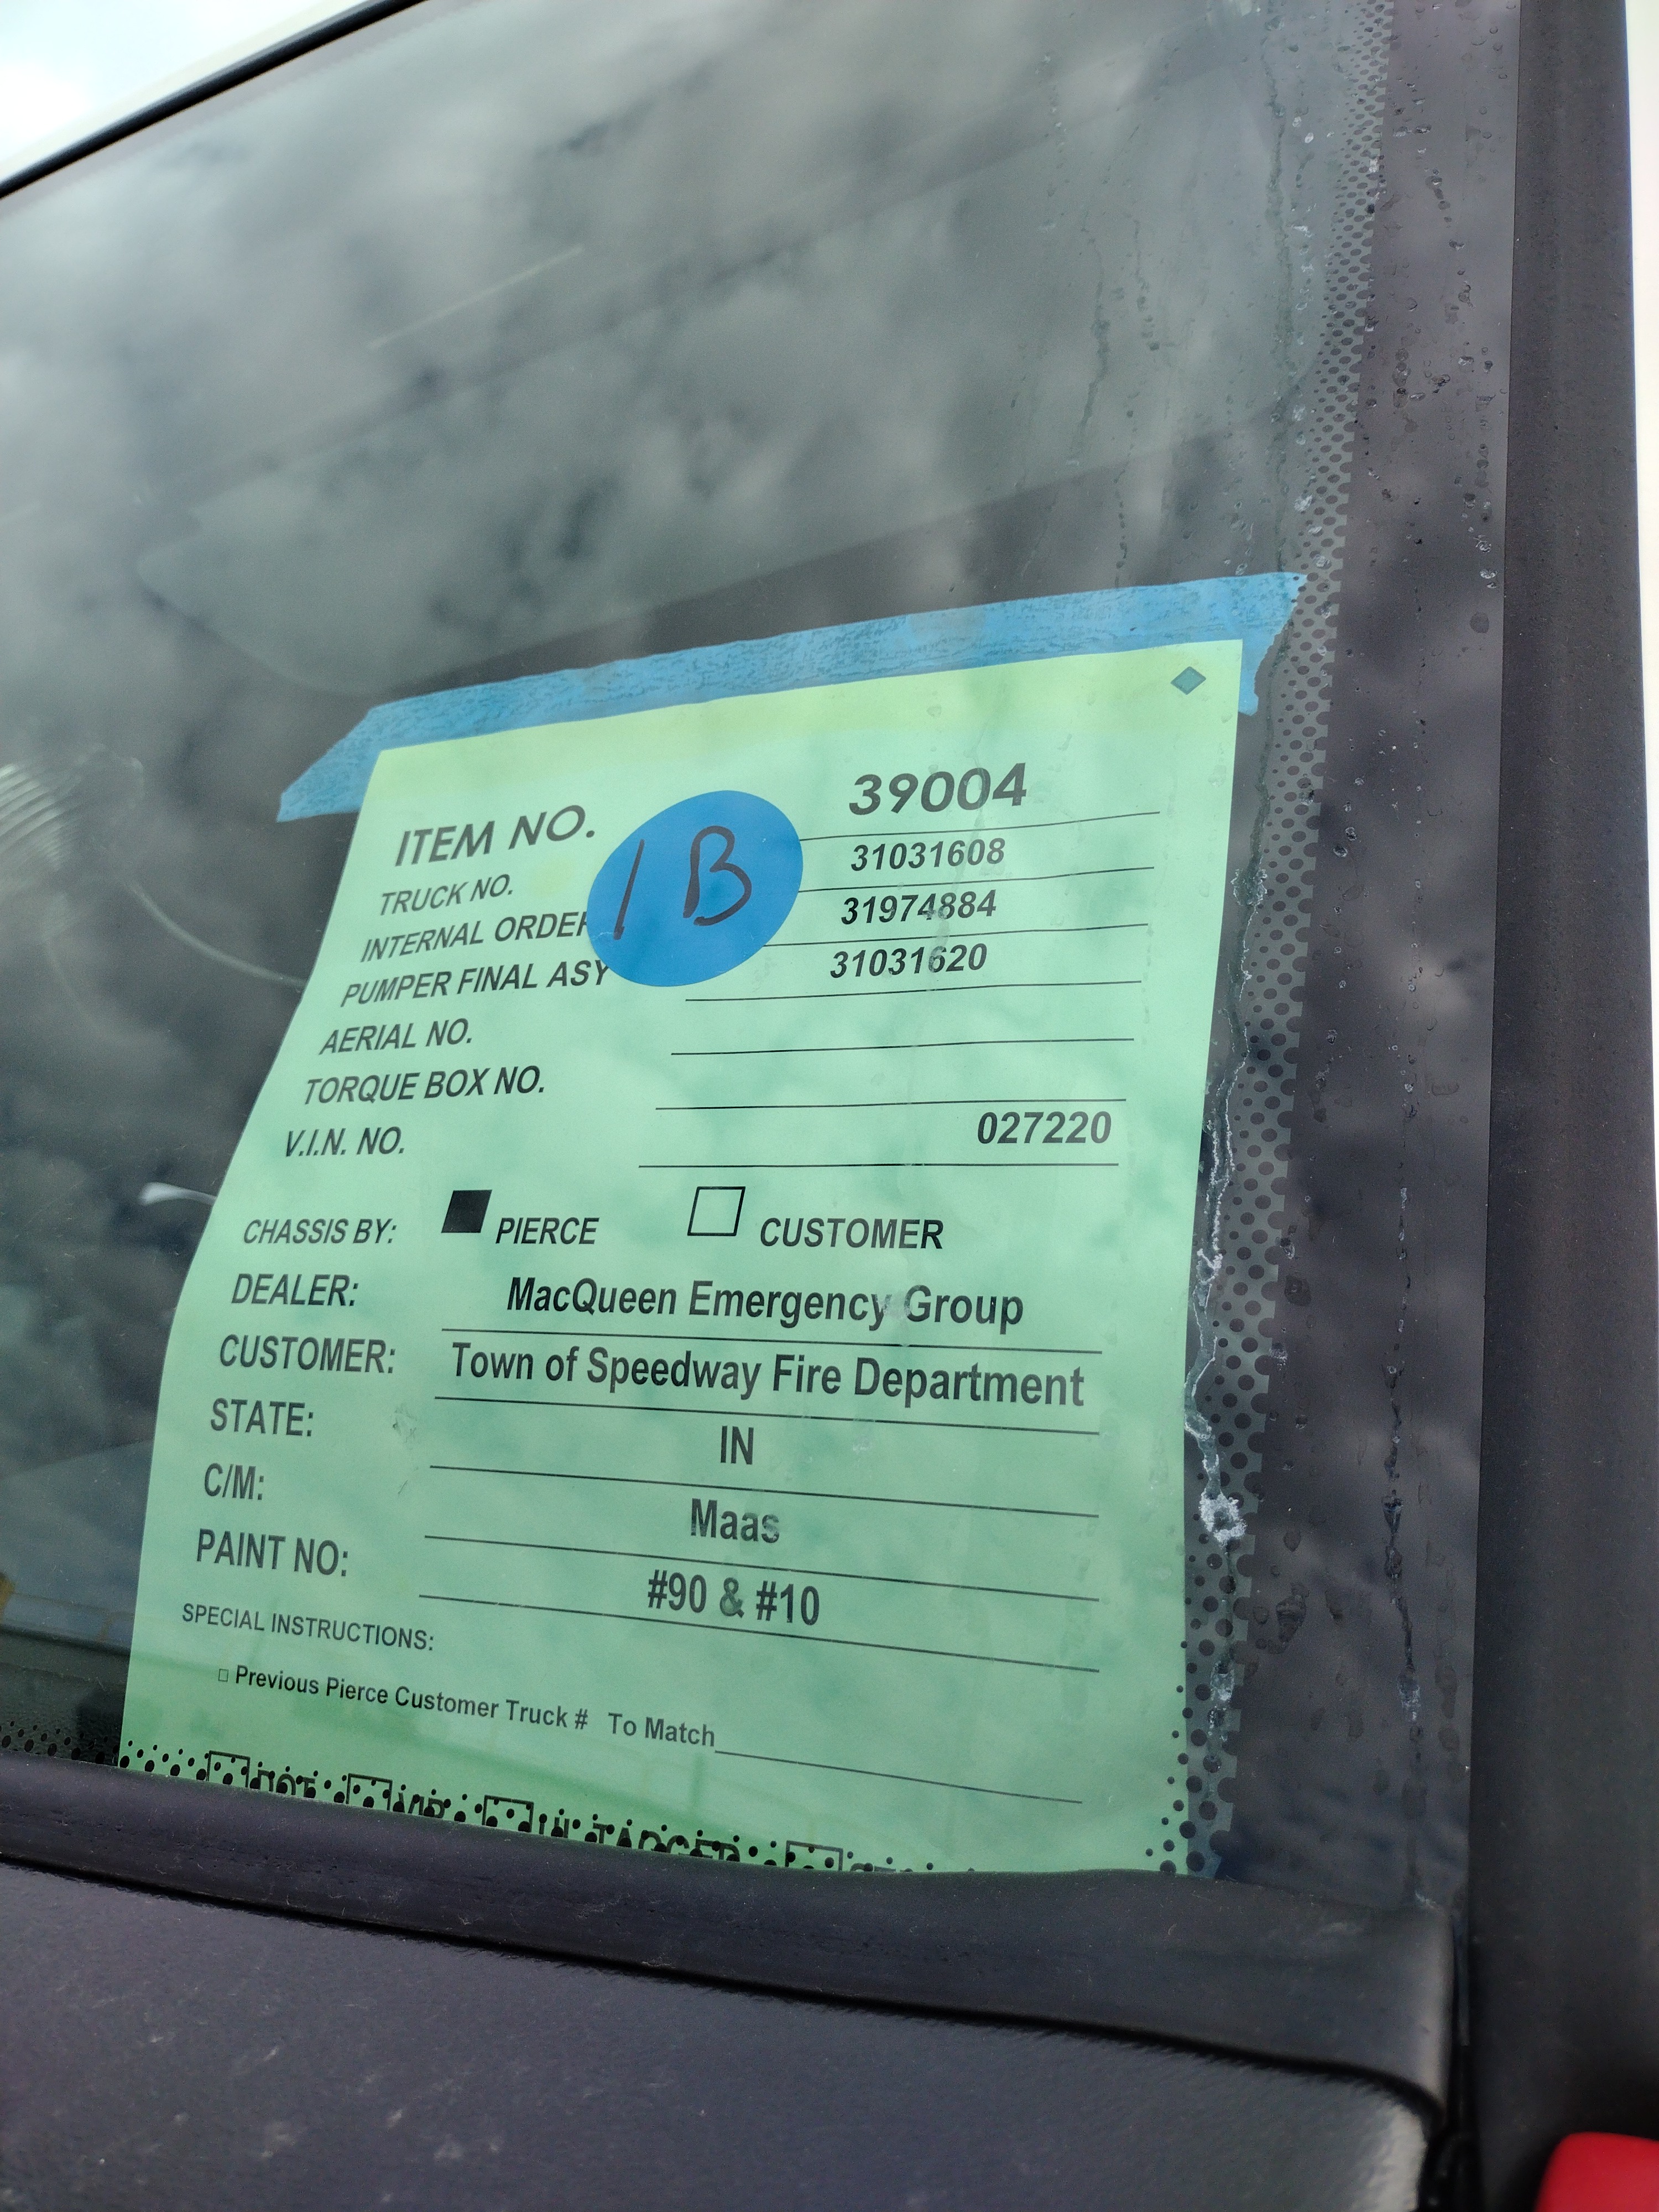 ITEM NO. 39004
TRUCK NO. 31031608
INTERNAL ORDER 31974884
1 B
PUMPER FINAL ASY 31031620
AERIAL NO.
TORQUE BOX NO.
V.I.N. NO. 027220
CHASSIS BY: PIERCE CUSTOMER
DEALER: MacQueen Emergency Group
CUSTOMER: Town of Speedway Fire Department
STATE: IN
C/M: Maas
PAINT NO: #90 & #10
SPECIAL INSTRUCTIONS:
Previous Pierce Customer Truck # To Match